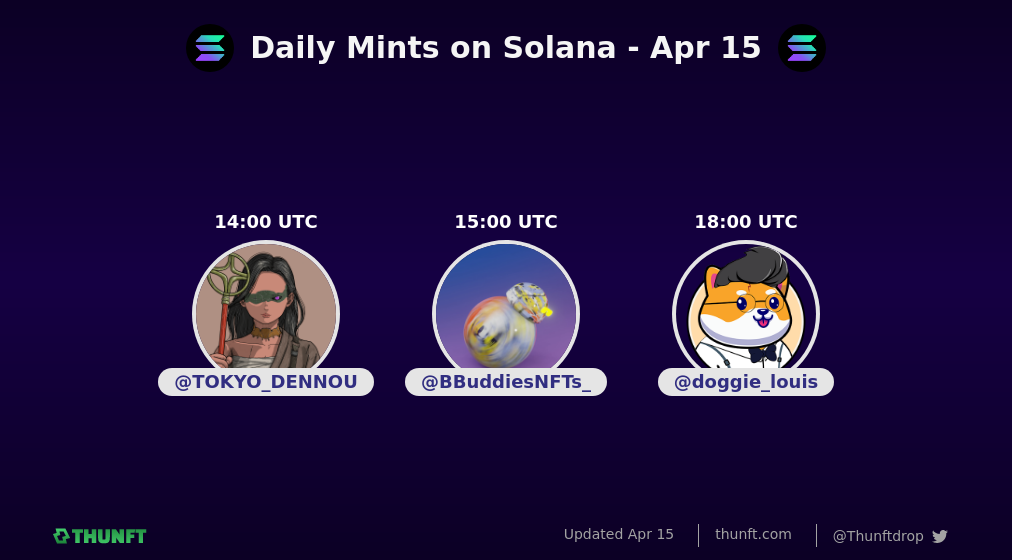 Daily Mints on Solana - Apr 15
14:00 UTC
15:00 UTC
18:00 UTC
@TOKYO_DENNOU
@BBuddiesNFTs_
@doggie_louis
THUNFT
Updated Apr 15
thunft.com
@Thunftdrop